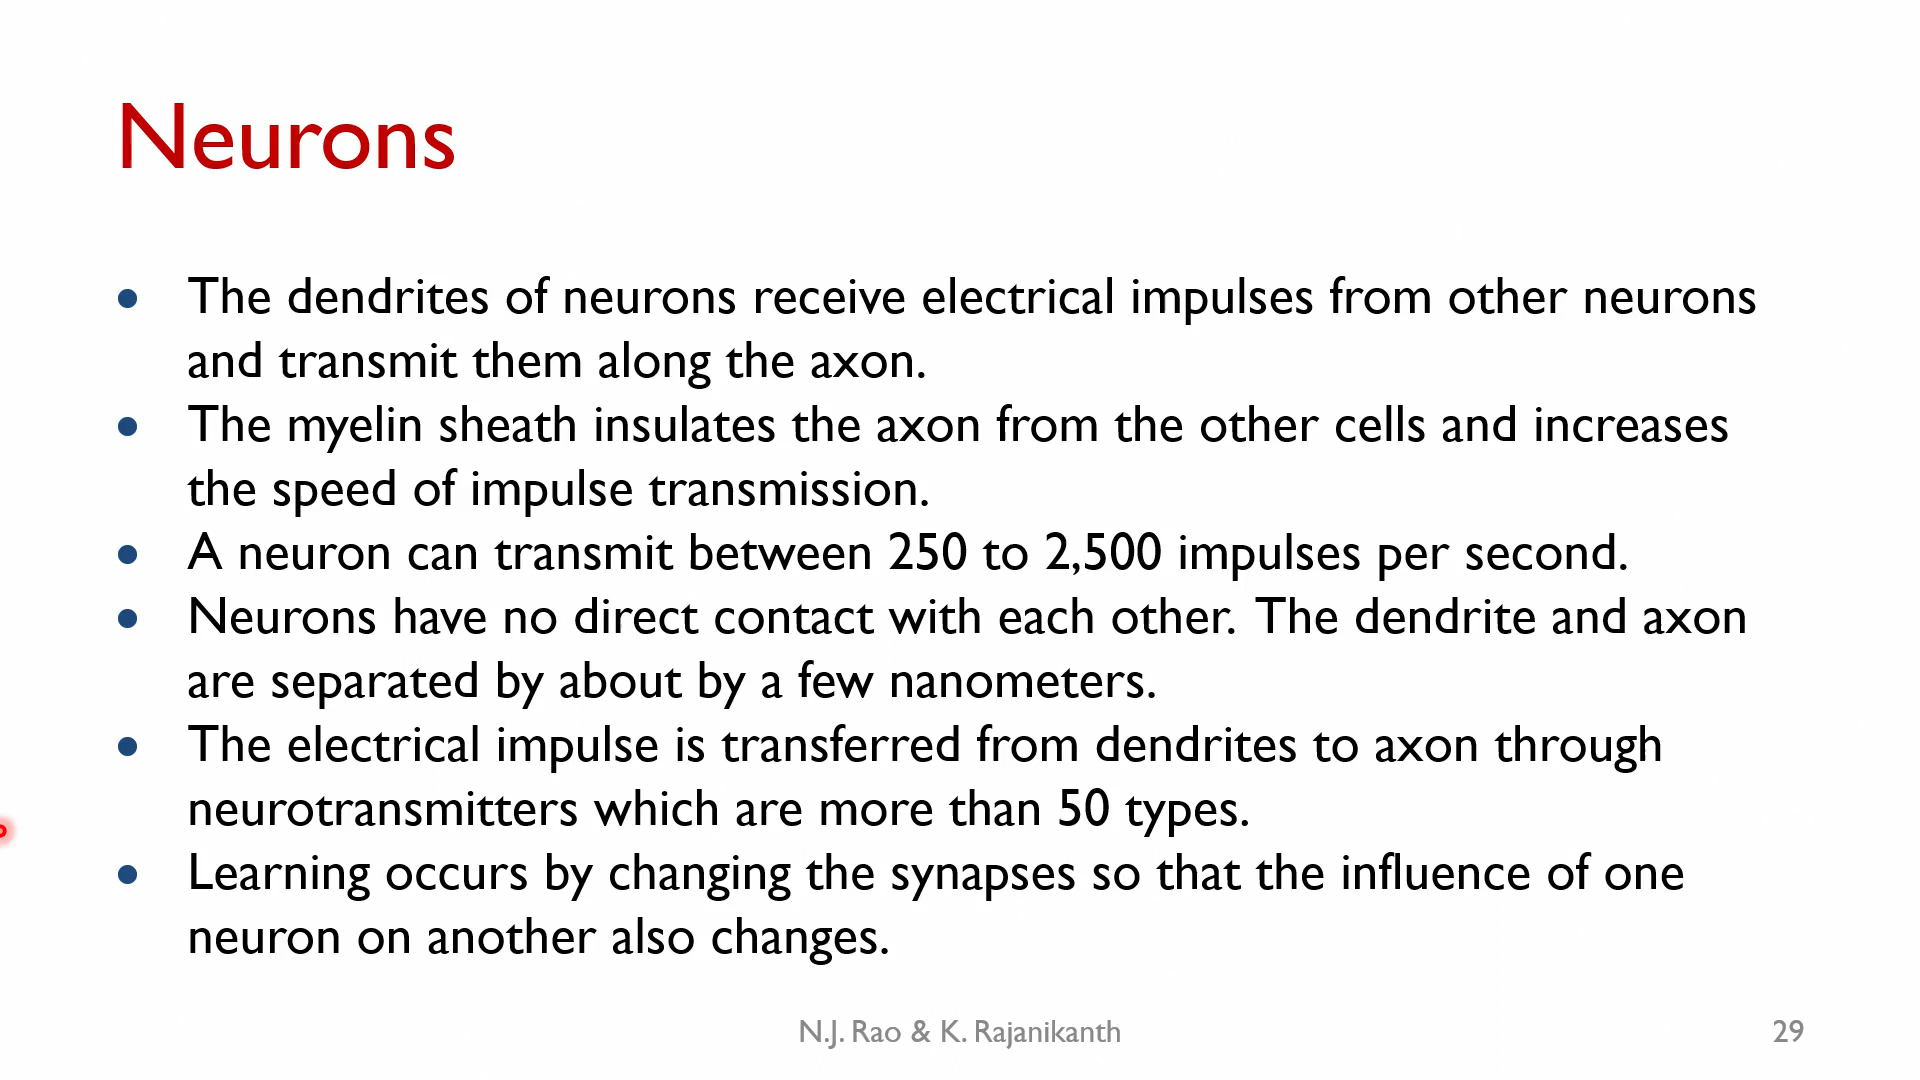 Neurons
• The dendrites of neurons receive electrical impulses from other neurons
and transmit them along the axon.
• The myelin sheath insulates the axon from the other cells and increases
the speed of impulse transmission.
• A neuron can transmit between 250 to 2,500 impulses per second.
• Neurons have no direct contact with each other. The dendrite and axon
are separated by about by a few nanometers.
• The electrical impulse is transferred from dendrites to axon through
neurotransmitters which are more than 50 types.
• Learning occurs by changing the synapses so that the influence of one
neuron on another also changes.
N.J. Rao & K. Rajanikanth
29